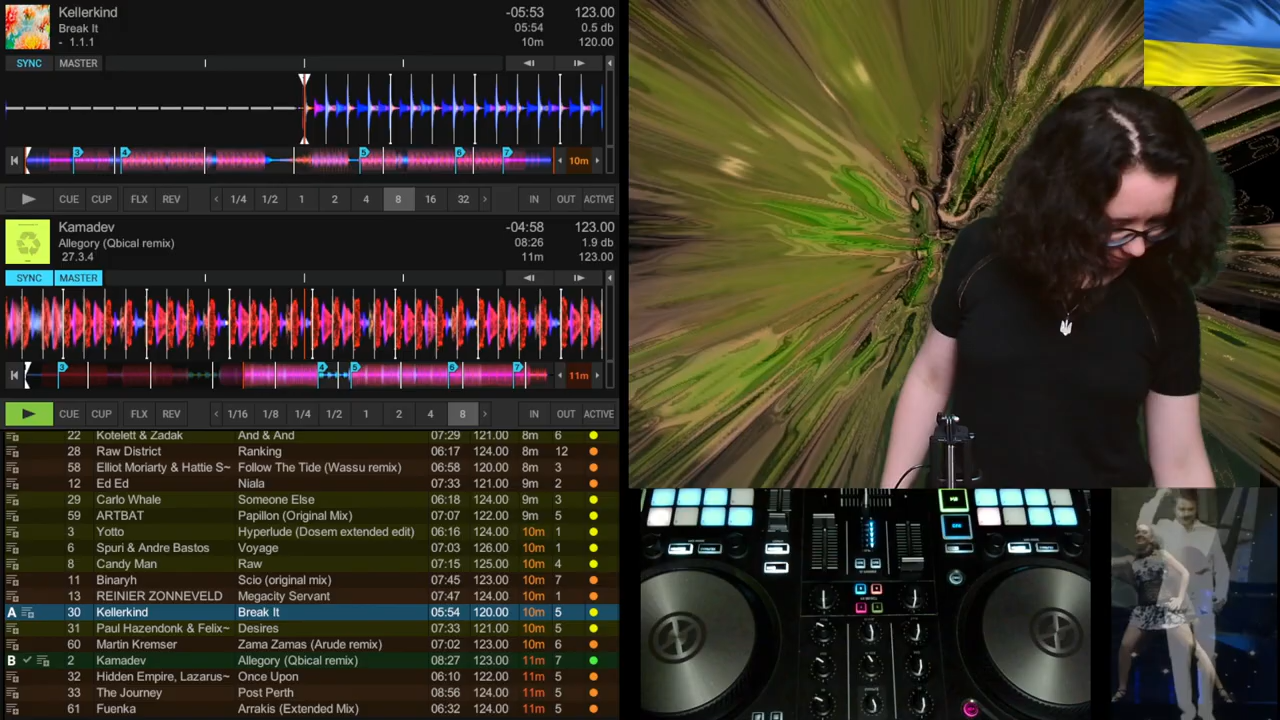 Kellerkind -05:53 123.00
Break It 05:54 0.5 db
- 1.1.1 10m 120.00
SYNC MASTER
3 4 5 6 7 10m
CUE CUP FLX REV 1/4 1/2 1 2 4 8 16 32 IN OUT ACTIVE
Kamadev -04:58 123.00
Allegory (Qbical remix) 08:26 1.9 db
27.3.4 11m 123.00
SYNC MASTER
3 4 5 6 7 11m
CUE CUP FLX REV 1/16 1/8 1/4 1/2 1 2 4 8 IN OUT ACTIVE
22 Kotelett & Zadak And & And 07:29 121.00 8m 6
28 Raw District Ranking 06:17 124.00 8m 12
58 Elliot Moriarty & Hattie S~ Follow The Tide (Wassu remix) 06:58 120.00 8m 3
12 Ed Ed Niala 07:33 121.00 9m 2
29 Carlo Whale Someone Else 06:18 124.00 9m 3
59 ARTBAT Papillon (Original Mix) 07:07 122.00 9m 5
3 Yotto Hyperlude (Dosem extended edit) 06:16 124.00 10m 1
6 Spuri & Andre Bastos Voyage 07:03 126.00 10m 1
8 Candy Man Raw 07:15 125.00 10m 4
11 Binaryh Scio (original mix) 07:45 123.00 10m 7
13 REINIER ZONNEVELD Megacity Servant 07:47 124.00 10m 1
A 30 Kellerkind Break It 05:54 120.00 10m 5
31 Paul Hazendonk & Felix~ Desires 07:33 121.00 10m 5
60 Martin Kremser Zama Zamas (Arude remix) 07:02 123.00 10m 6
B 2 Kamadev Allegory (Qbical remix) 08:27 123.00 11m 7
32 Hidden Empire, Lazarus~ Once Upon 06:10 122.00 11m 5
33 The Journey Post Perth 08:56 124.00 11m 5
61 Fuenka Arrakis (Extended Mix) 06:32 124.00 11m 5